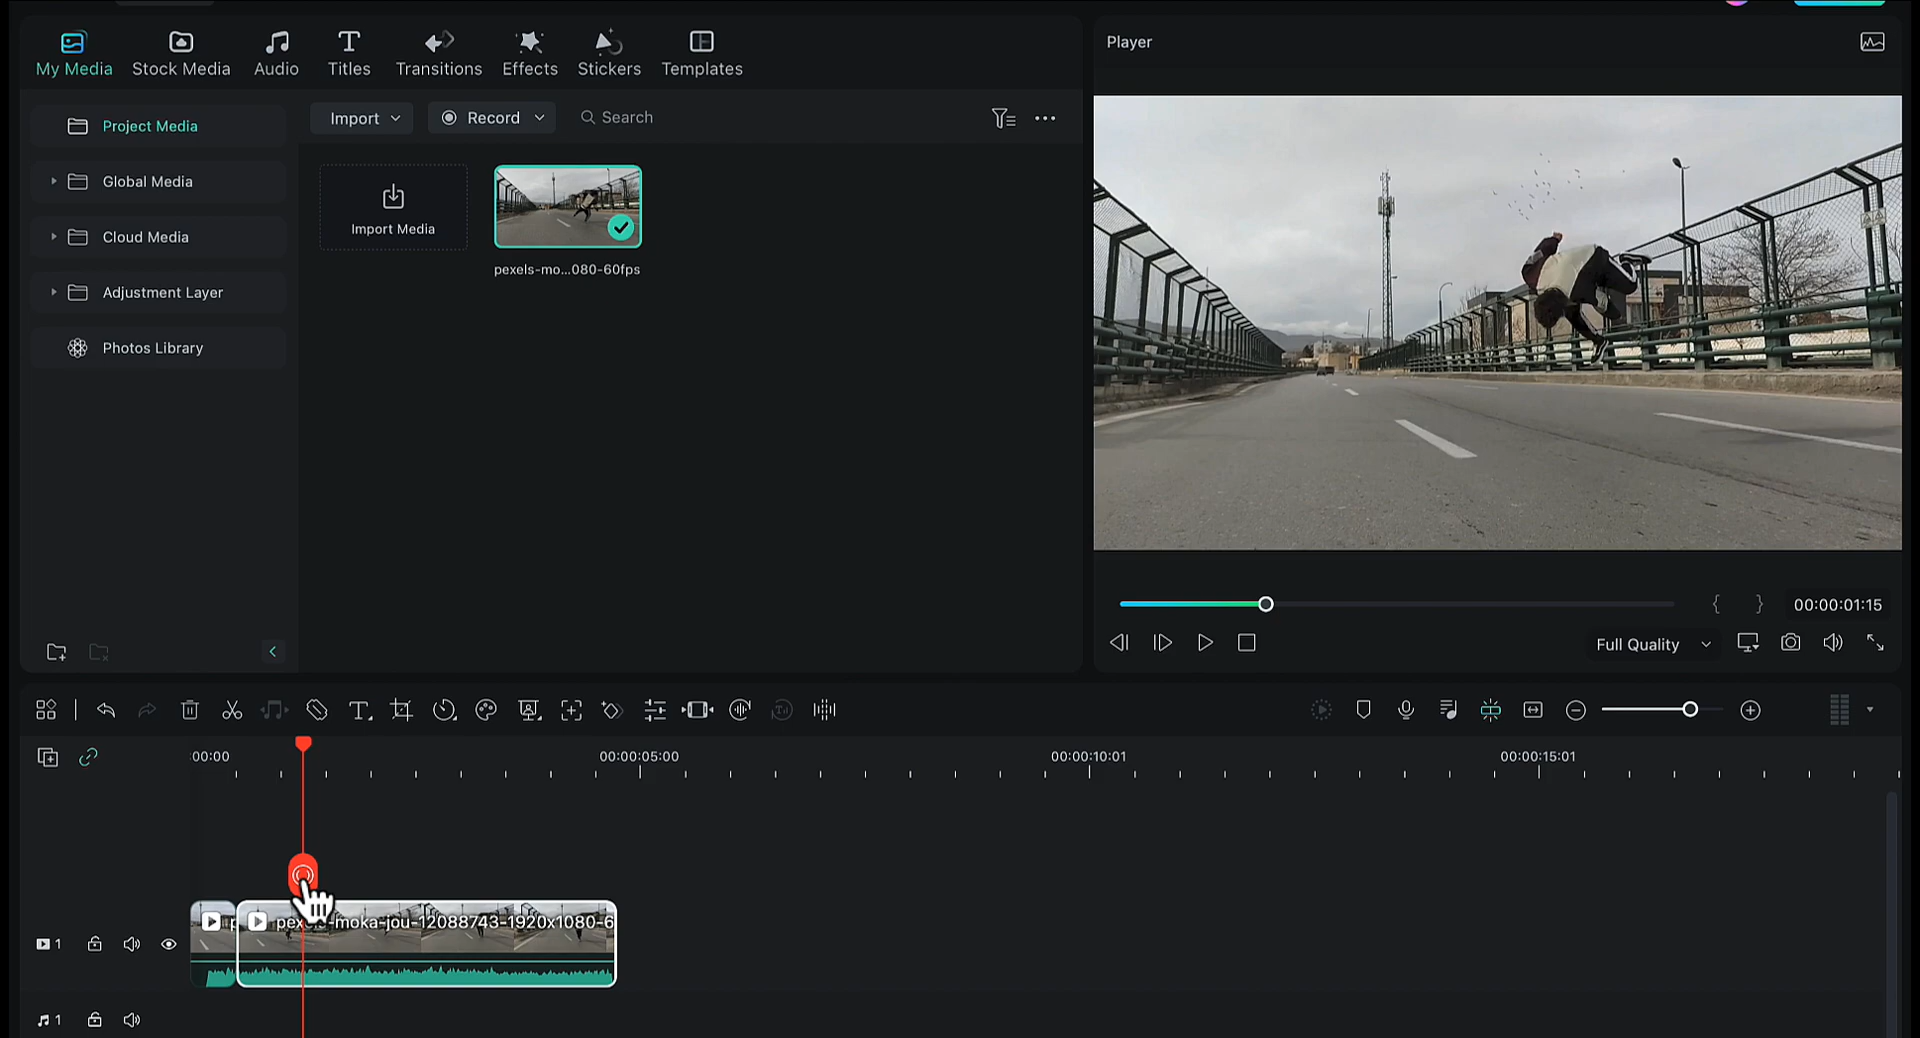 My Media
Stock Media
Audio
Titles
Transitions
Effects
Stickers
Templates
Player
Project Media
Global Media
Cloud Media
Adjustment Layer
Photos Library
Import
Record
Search
Import Media
pexels-mo...080-60fps
00:00:01:15
Full Quality
:00:00
00:00:05:00
00:00:10:01
00:00:15:01
p
-moka-jou-12088743-1920x1080-6
1
1